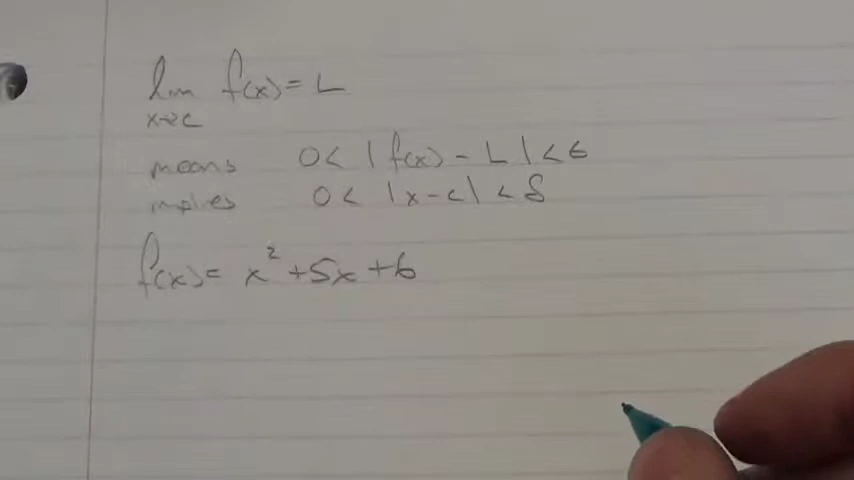 lim f(x) = L
x→c
means 0 < |f(x) - L| < ε
implies 0 < |x - c| < δ
f(x) = x² + 5x + 6